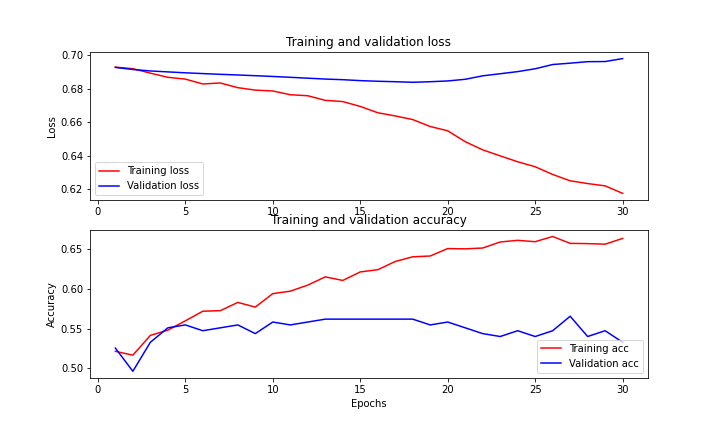 Training and validation loss
Loss
0.70
0.68
0.66
0.64
0.62
Training loss
Validation loss
0 5 10 15 20 25 30
Training and validation accuracy
Accuracy
0.65
0.60
0.55
0.50
Training acc
Validation acc
0 5 10 15 20 25 30
Epochs